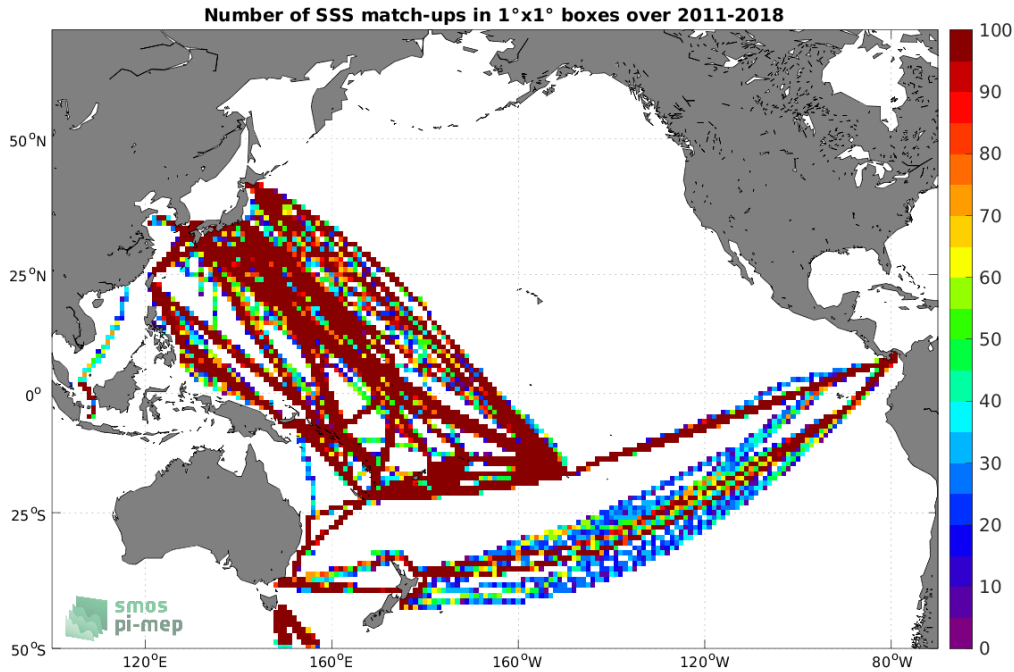 Number of SSS match-ups in 1°x1° boxes over 2011-2018
100
90
80
70
60
50
40
30
20
10
0
50°N
25°N
0°
25°S
50°S
120°E
160°E
160°W
120°W
80°W
smos
pi-mep